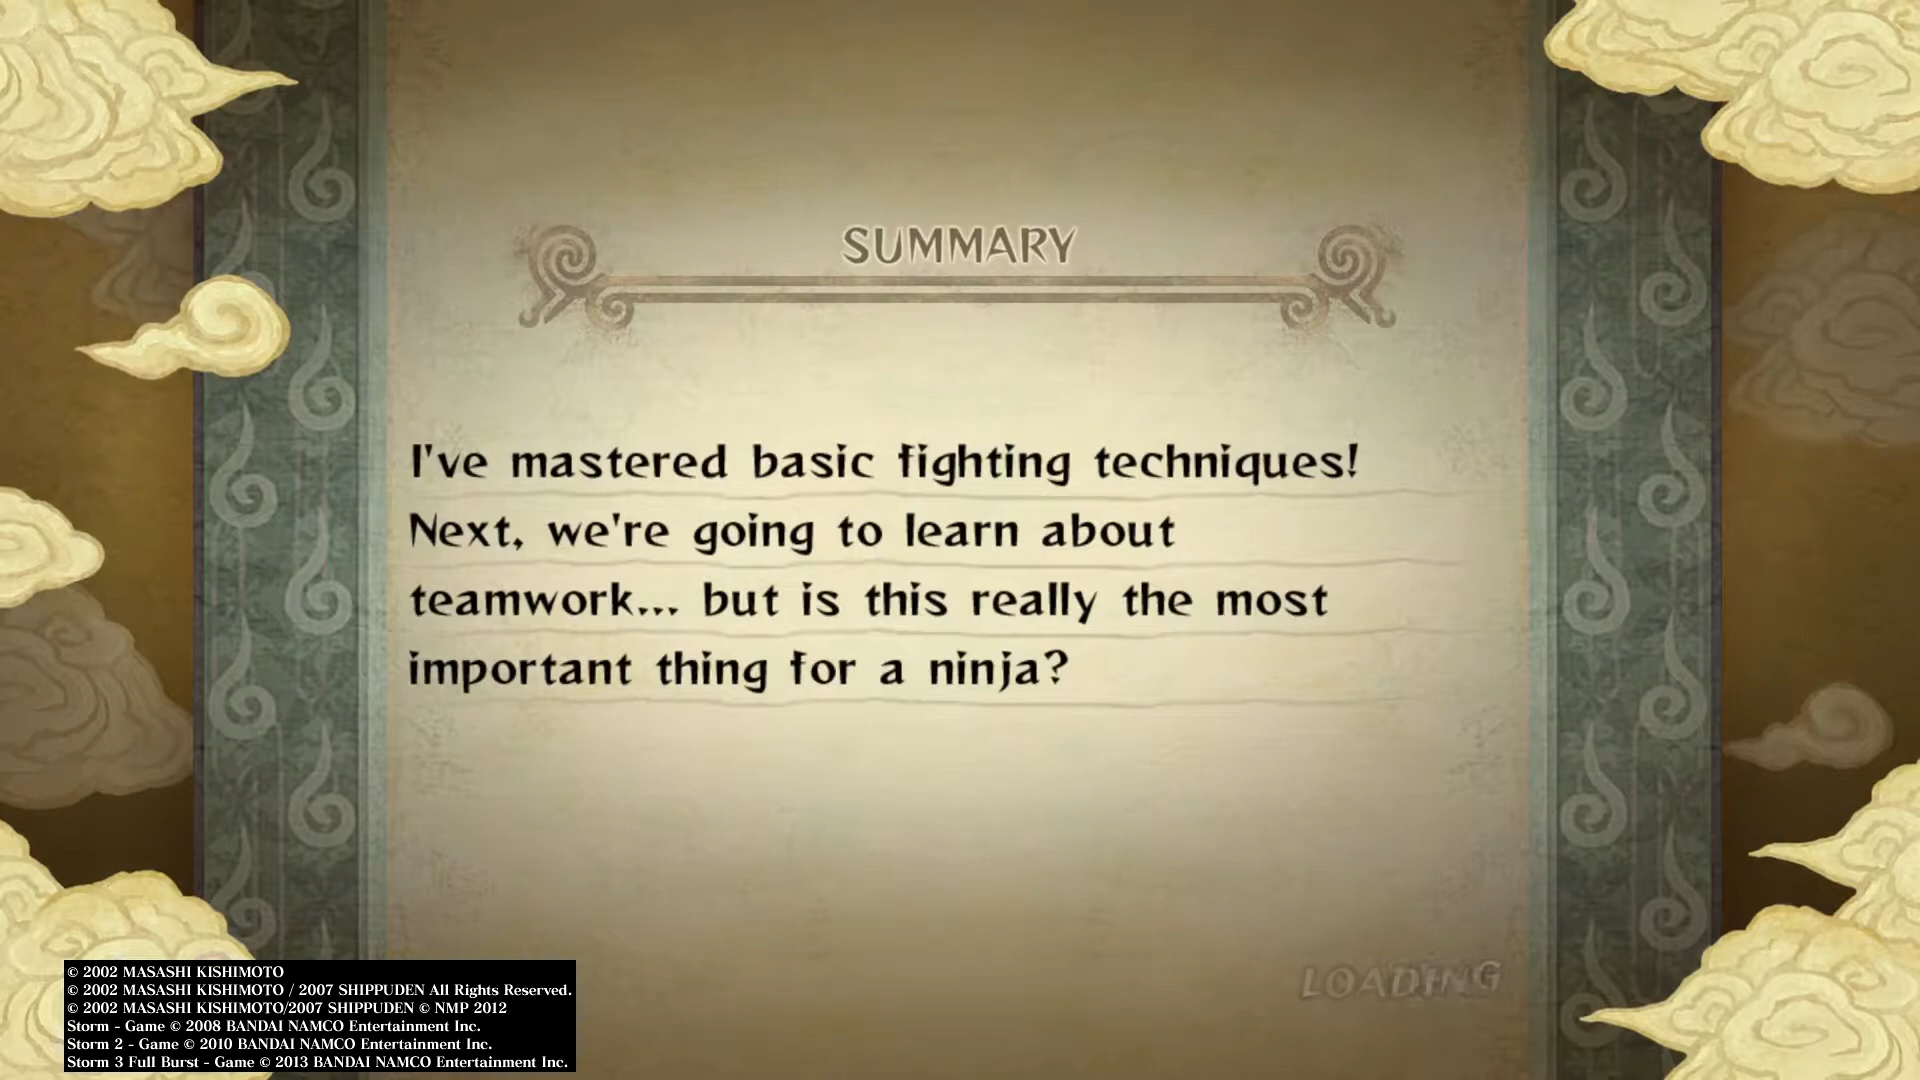 SUMMARY
I've mastered basic fighting techniques!
Next, we're going to learn about
teamwork... but is this really the most
important thing for a ninja?
LOADING
© 2002 MASASHI KISHIMOTO
© 2002 MASASHI KISHIMOTO / 2007 SHIPPUDEN All Rights Reserved.
© 2002 MASASHI KISHIMOTO/2007 SHIPPUDEN © NMP 2012
Storm - Game © 2008 BANDAI NAMCO Entertainment Inc.
Storm 2 - Game © 2010 BANDAI NAMCO Entertainment Inc.
Storm 3 Full Burst - Game © 2013 BANDAI NAMCO Entertainment Inc.